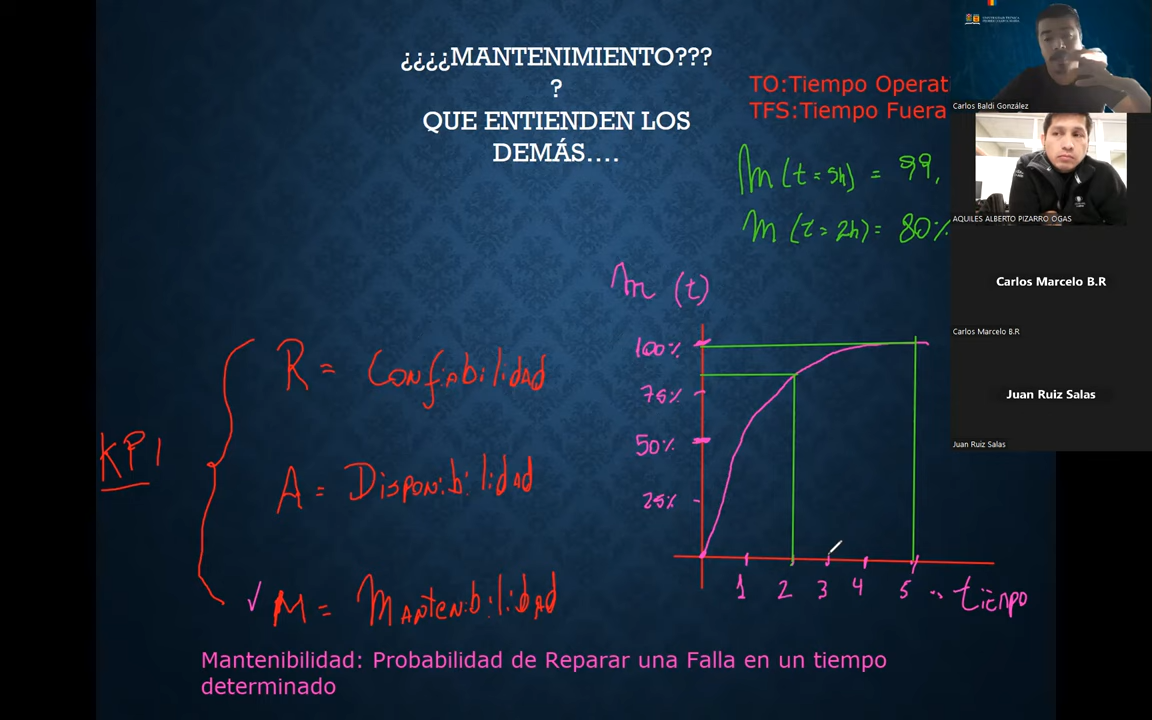 ¿¿¿¿MANTENIMIENTO???
?
QUE ENTIENDEN LOS
DEMÁS….
TO:Tiempo Operat
TFS:Tiempo Fuera
m (t=5h) = 99,
m (t=2h) = 80%
m (t)
100%
75%
50%
25%
1 2 3 4 5 .. tiempo
KPI
R = Confiabilidad
A = Disponibilidad
✓ M = Mantenibilidad
Mantenibilidad: Probabilidad de Reparar una Falla en un tiempo
determinado
Carlos Baldi González
AQUILES ALBERTO PIZARRO OGAS
Carlos Marcelo B.R
Carlos Marcelo B.R
Juan Ruiz Salas
Juan Ruiz Salas